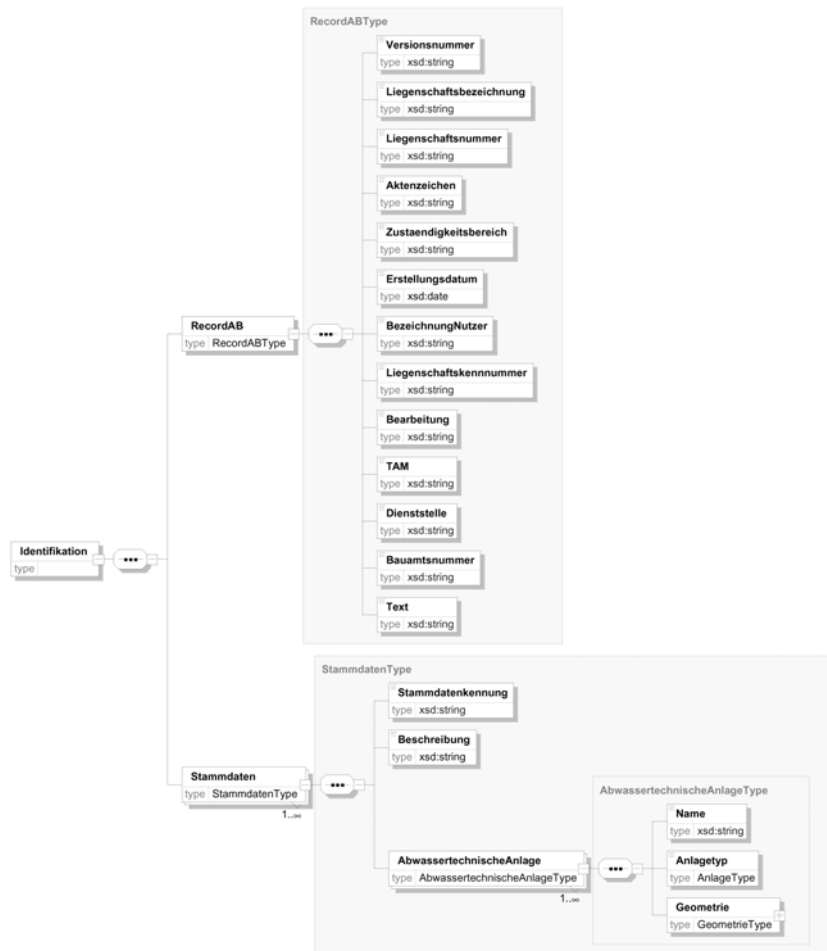 RecordABType
Versionsnummer
type xsd:string
Liegenschaftsbezeichnung
type xsd:string
Liegenschaftsnummer
type xsd:string
Aktenzeichen
type xsd:string
Zustaendigkeitsbereich
type xsd:string
Erstellungsdatum
type xsd:date
RecordAB
type RecordABType
BezeichnungNutzer
type xsd:string
Liegenschaftskennnummer
type xsd:string
Bearbeitung
type xsd:string
TAM
type xsd:string
Dienststelle
type xsd:string
Identifikation
type
Bauamtsnummer
type xsd:string
Text
type xsd:string
StammdatenType
Stammdatenkennung
type xsd:string
Beschreibung
type xsd:string
Stammdaten
type StammdatenType
1..∞
AbwassertechnischeAnlageType
Name
type xsd:string
AbwassertechnischeAnlage
type AbwassertechnischeAnlageType
1..∞
Anlagetyp
type AnlageType
Geometrie
type GeometrieType